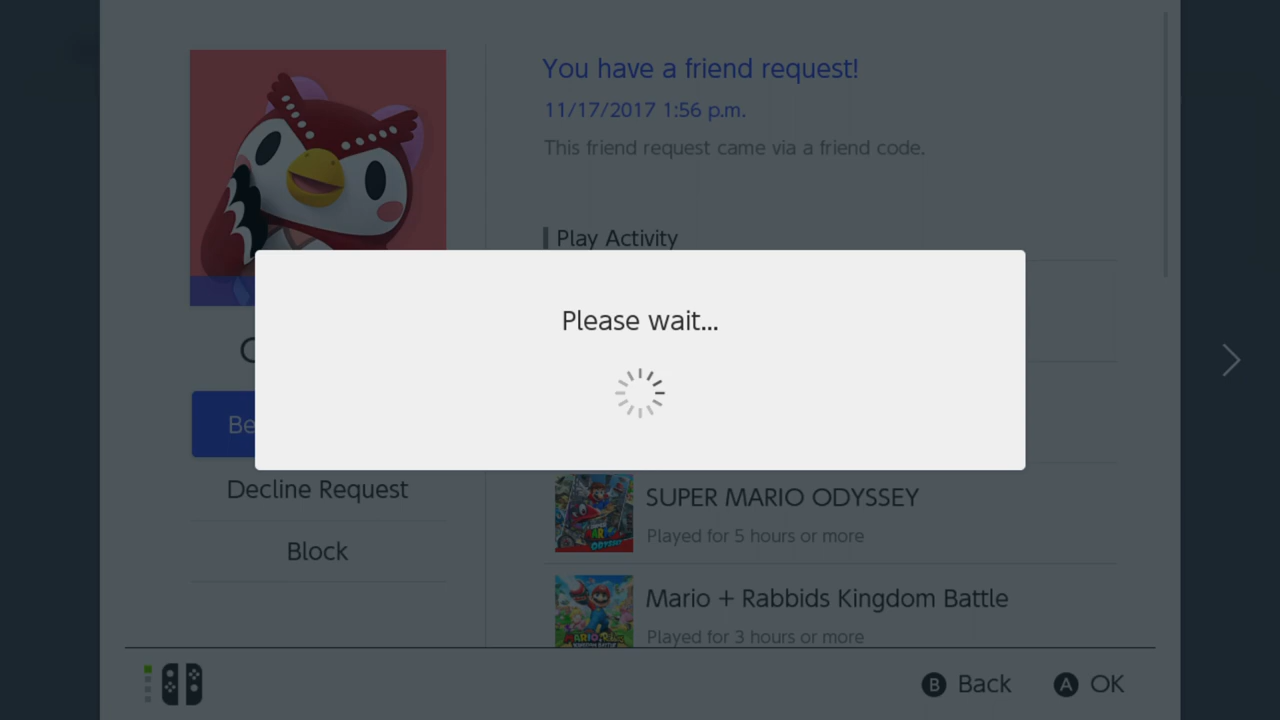 You have a friend request!
11/17/2017 1:56 p.m.
This friend request came via a friend code.
Play Activity
Please wait...
Be
Decline Request
Block
SUPER MARIO ODYSSEY
Played for 5 hours or more
Mario + Rabbids Kingdom Battle
Played for 3 hours or more
B Back
A OK